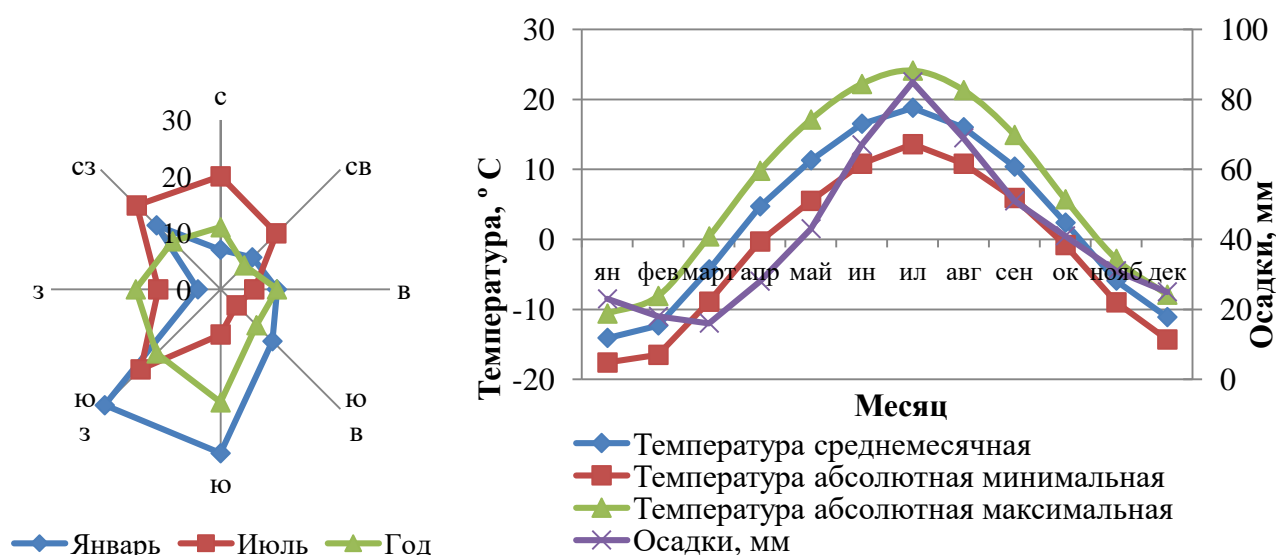 с
30
сз
св
20
10
з
0
в
ю
з
ю
в
ю
Январь
Июль
Год
30
100
20
80
10
60
0
40
-10
20
-20
0
Температура, º С
Осадки, мм
ян
фев
март
апр
май
ин
ил
авг
сен
ок
нояб
дек
Месяц
Температура среднемесячная
Температура абсолютная минимальная
Температура абсолютная максимальная
Осадки, мм